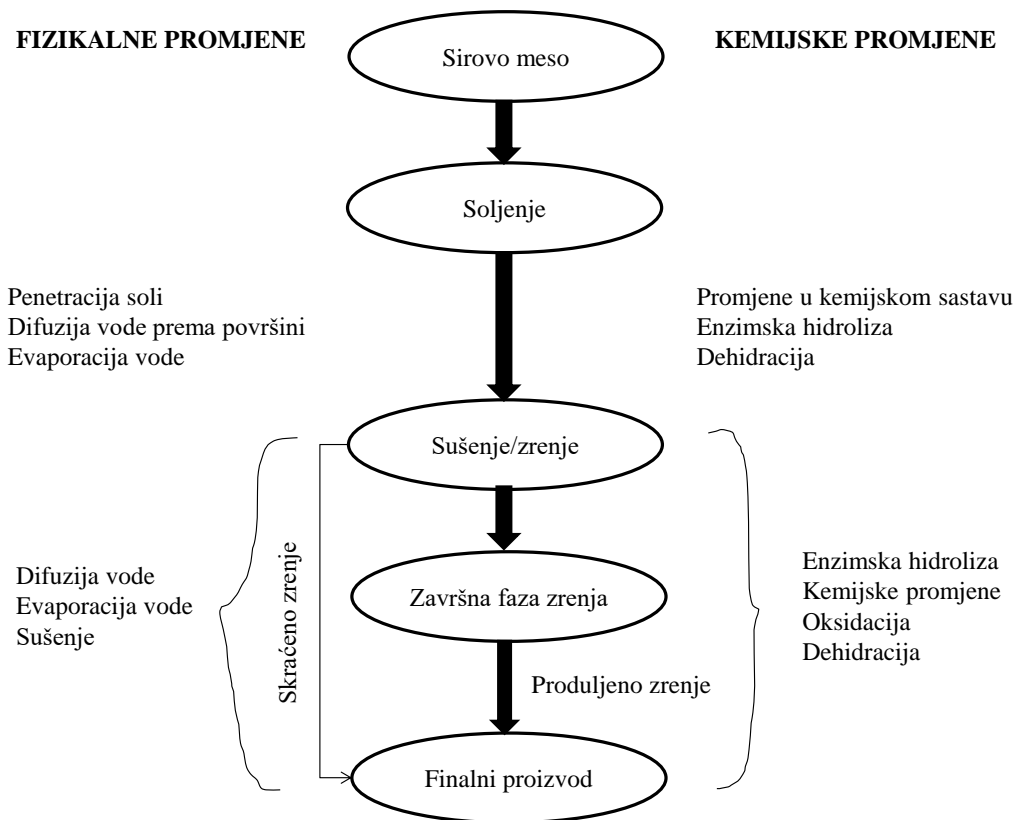 FIZIKALNE PROMJENE
KEMIJSKE PROMJENE
Sirovo meso
Soljenje
Penetracija soli
Difuzija vode prema površini
Evaporacija vode
Promjene u kemijskom sastavu
Enzimska hidroliza
Dehidracija
Sušenje/zrenje
Skraćeno zrenje
Difuzija vode
Evaporacija vode
Sušenje
Završna faza zrenja
Enzimska hidroliza
Kemijske promjene
Oksidacija
Dehidracija
Produljeno zrenje
Finalni proizvod